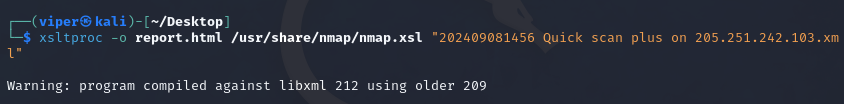 ┌──(viper㉿kali)-[~/Desktop]
└─$ xsltproc -o report.html /usr/share/nmap/nmap.xsl "202409081456 Quick scan plus on 205.251.242.103.xm
l"
Warning: program compiled against libxml 212 using older 209